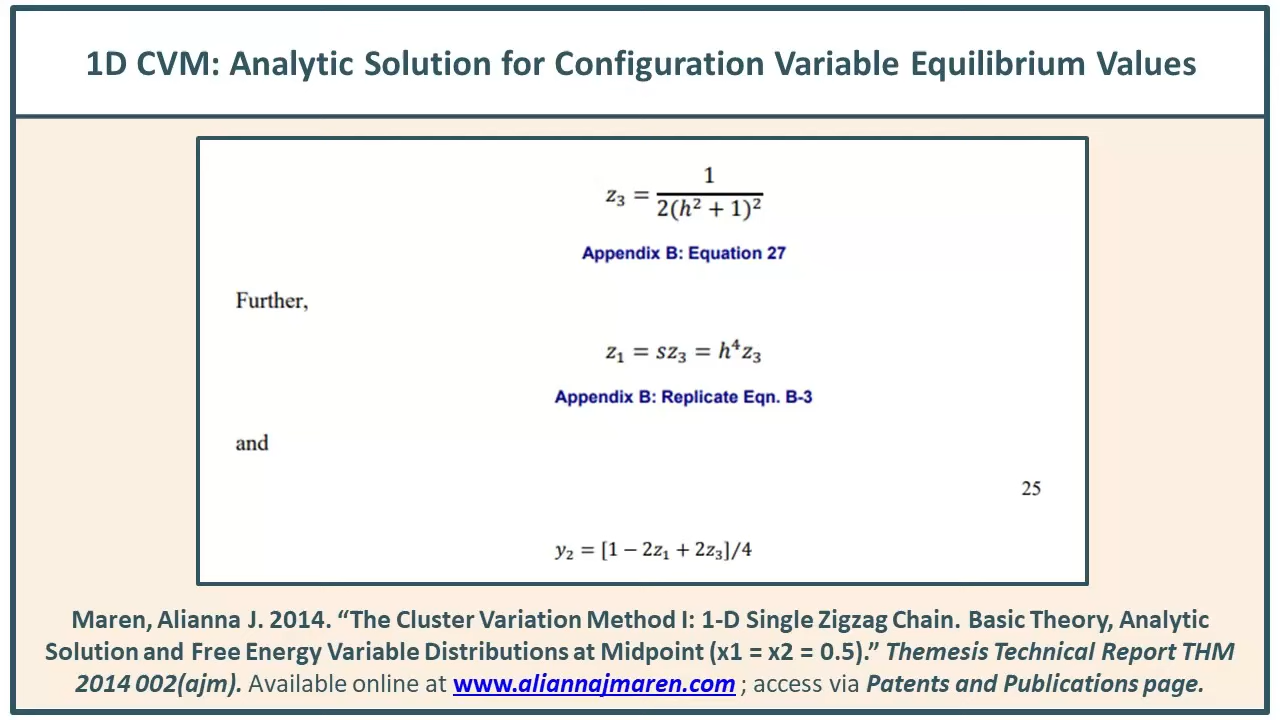 1D CVM: Analytic Solution for Configuration Variable Equilibrium Values
z₃ = 1 / 2(h² + 1)²
Appendix B: Equation 27
Further,
z₁ = sz₃ = h⁴z₃
Appendix B: Replicate Eqn. B-3
and
25
y₂ = [1 − 2z₁ + 2z₃]/4
Maren, Alianna J. 2014. “The Cluster Variation Method I: 1-D Single Zigzag Chain. Basic Theory, Analytic
Solution and Free Energy Variable Distributions at Midpoint (x1 = x2 = 0.5).” Themesis Technical Report THM
2014 002(ajm). Available online at www.aliannajmaren.com ; access via Patents and Publications page.